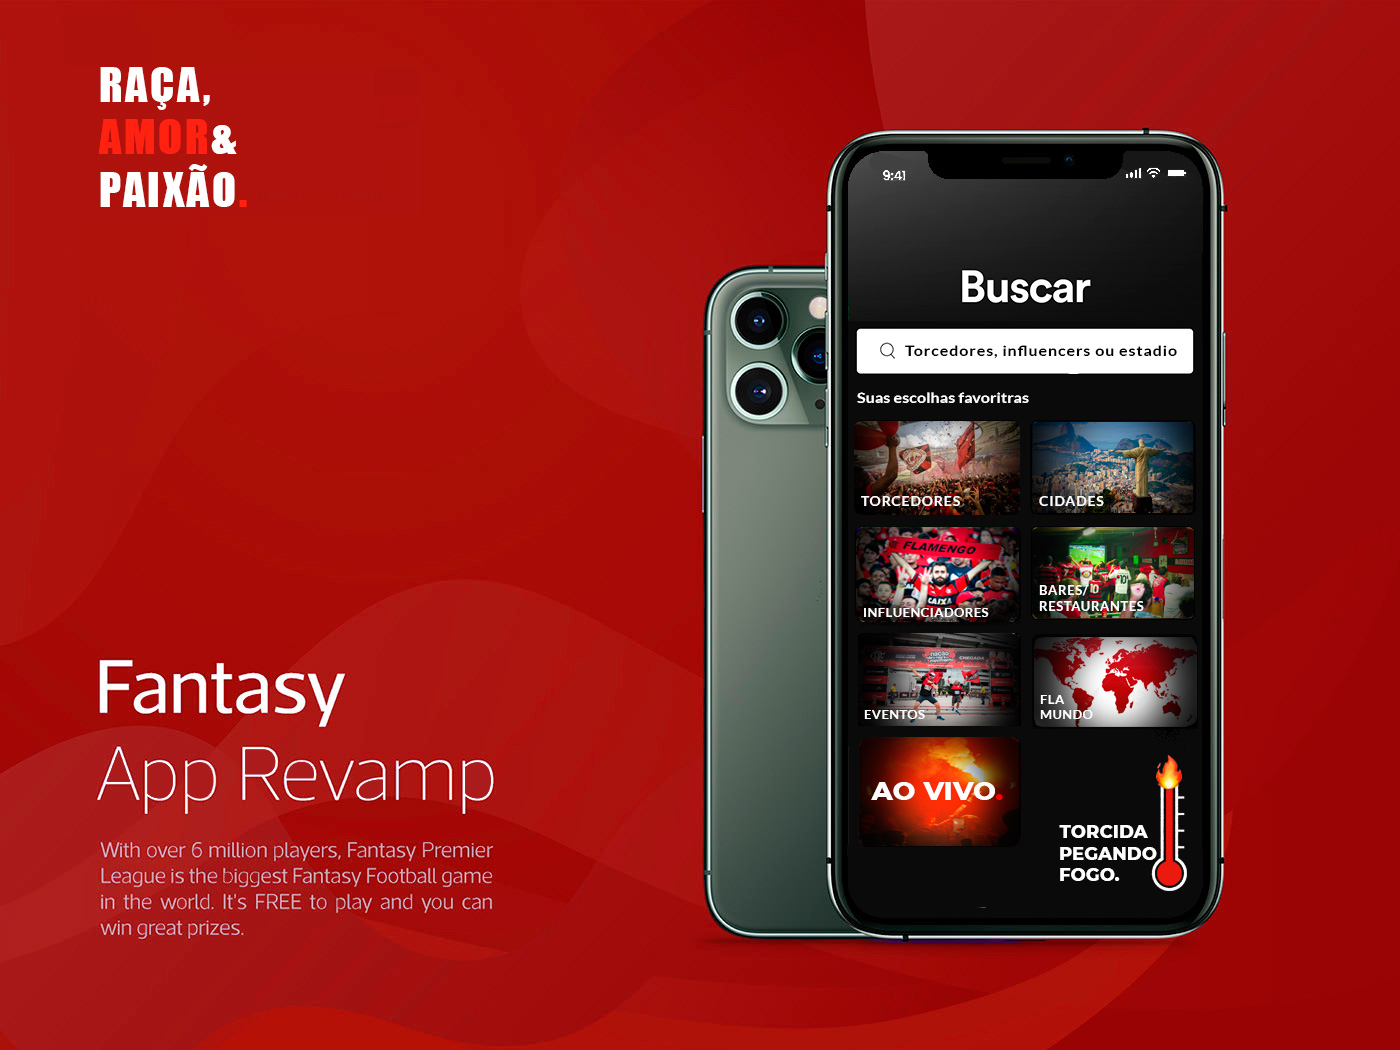 RAÇA,
AMOR&
PAIXÃO.
Fantasy
App Revamp
With over 6 million players, Fantasy Premier
League is the biggest Fantasy Football game
in the world. It's FREE to play and you can
win great prizes.
9:41
Buscar
Torcedores, influencers ou estadio
Suas escolhas favoritras
TORCEDORES
CIDADES
FLAMENGO
CAIXA
INFLUENCIADORES
10
BARES/
RESTAURANTES
CHEGADA
EVENTOS
FLA
MUNDO
AO VIVO.
TORCIDA
PEGANDO
FOGO.